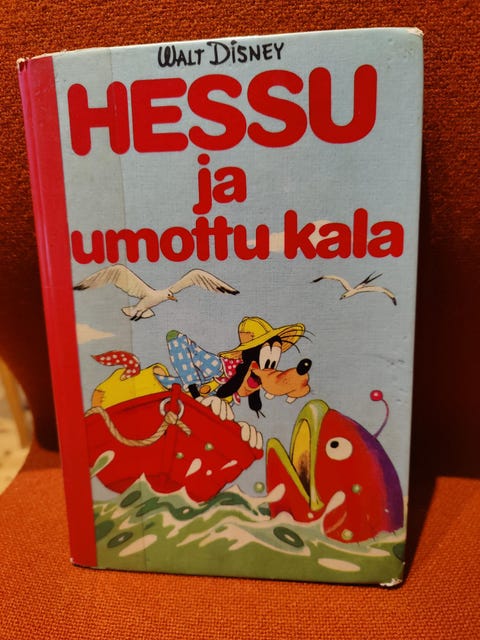 WALT DISNEY
HESSU
ja
umottu kala